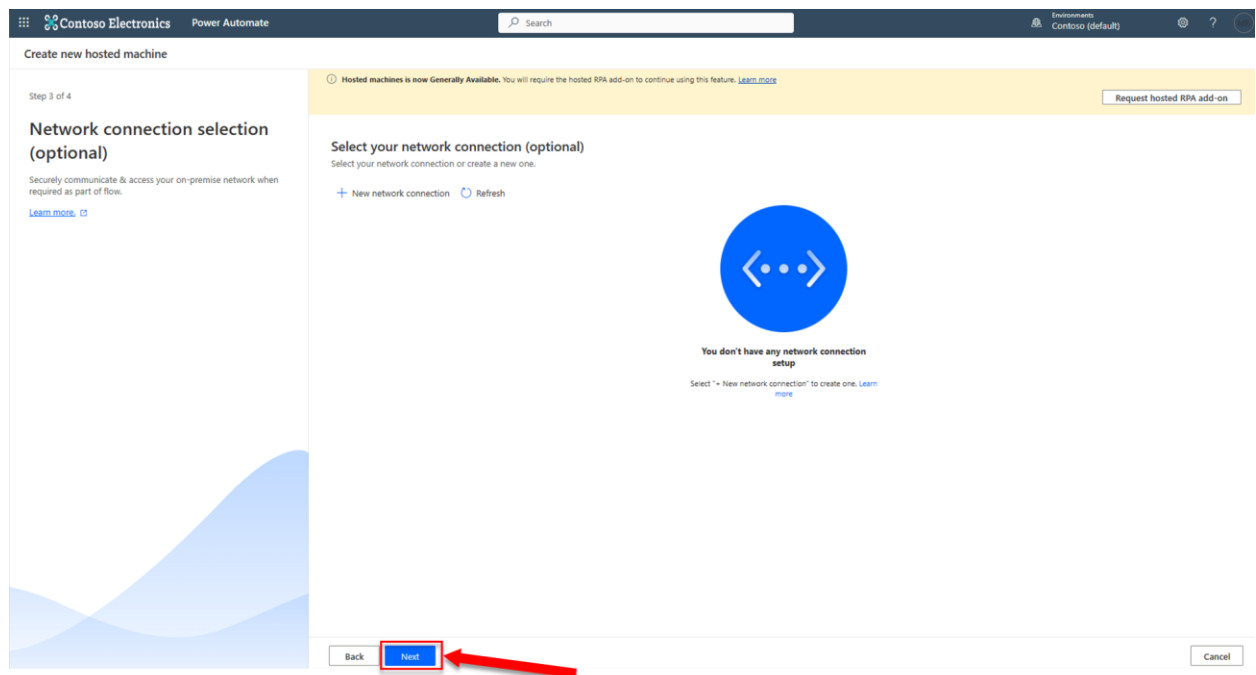 Contoso Electronics Power Automate
Search
Environments
Contoso (default)
?
Create new hosted machine
Hosted machines is now Generally Available. You will require the hosted RPA add-on to continue using this feature. Learn more
Request hosted RPA add-on
Step 3 of 4
Network connection selection
(optional)
Securely communicate & access your on-premise network when
required as part of flow.
Learn more.
Select your network connection (optional)
Select your network connection or create a new one.
New network connection Refresh
You don't have any network connection
setup
Select "+ New network connection" to create one. Learn
more
Back Next Cancel